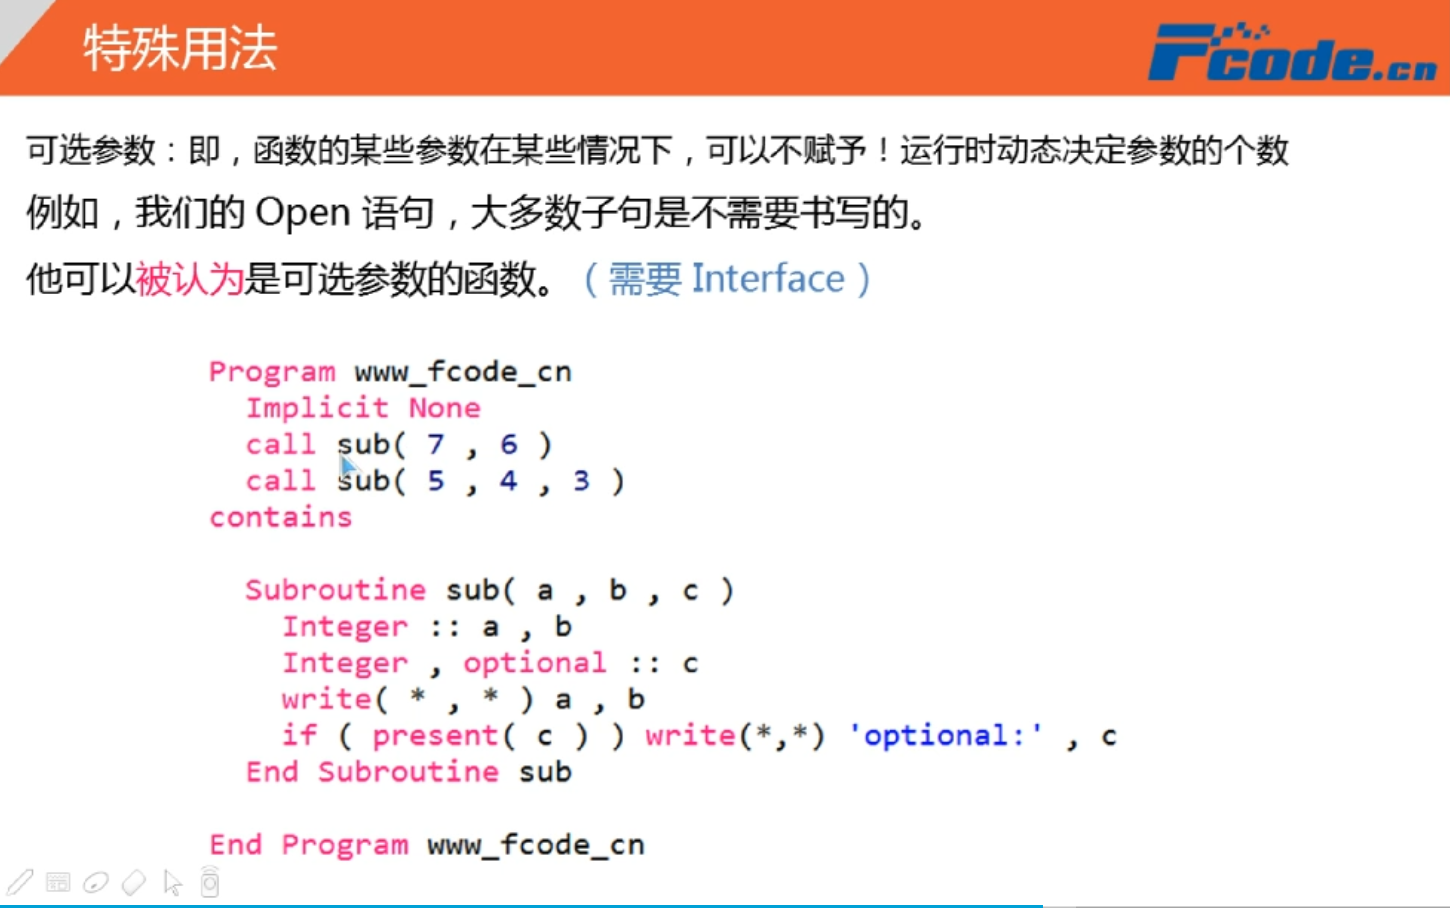 特殊用法
Fcode.cn
可选参数：即，函数的某些参数在某些情况下，可以不赋予！运行时动态决定参数的个数
例如，我们的 Open 语句，大多数子句是不需要书写的。
他可以被认为是可选参数的函数。（需要 Interface）
Program www_fcode_cn
  Implicit None
  call sub( 7 , 6 )
  call sub( 5 , 4 , 3 )
contains
  Subroutine sub( a , b , c )
    Integer :: a , b
    Integer , optional :: c
    write( * , * ) a , b
    if ( present( c ) ) write(*,*) 'optional:' , c
  End Subroutine sub
End Program www_fcode_cn